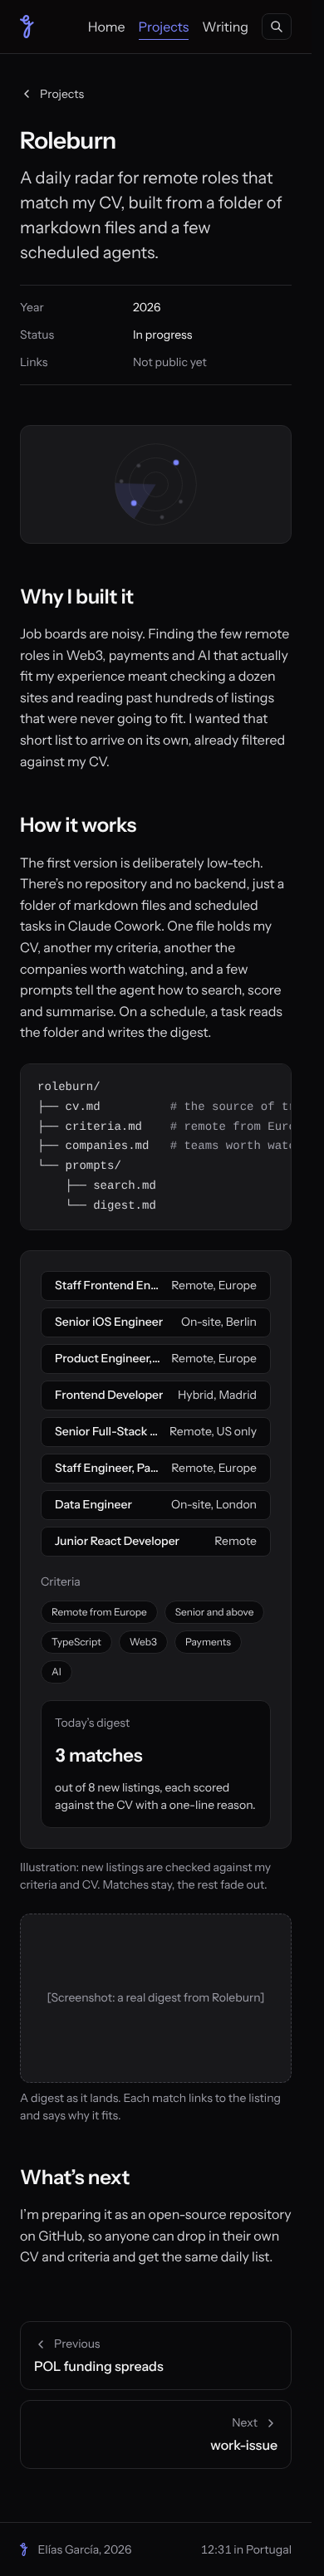 Home Projects Writing
Projects
Roleburn
A daily radar for remote roles that
match my CV, built from a folder of
markdown files and a few
scheduled agents.
Year 2026
Status In progress
Links Not public yet
Why I built it
Job boards are noisy. Finding the few remote
roles in Web3, payments and AI that actually
fit my experience meant checking a dozen
sites and reading past hundreds of listings
that were never going to fit. I wanted that
short list to arrive on its own, already filtered
against my CV.
How it works
The first version is deliberately low-tech.
There’s no repository and no backend, just a
folder of markdown files and scheduled
tasks in Claude Cowork. One file holds my
CV, another my criteria, another the
companies worth watching, and a few
prompts tell the agent how to search, score
and summarise. On a schedule, a task reads
the folder and writes the digest.
roleburn/
├── cv.md # the source of t
├── criteria.md # remote from Eur
├── companies.md # teams worth wat
└── prompts/
├── search.md
└── digest.md
Staff Frontend En… Remote, Europe
Senior iOS Engineer On-site, Berlin
Product Engineer,… Remote, Europe
Frontend Developer Hybrid, Madrid
Senior Full-Stack … Remote, US only
Staff Engineer, Pa… Remote, Europe
Data Engineer On-site, London
Junior React Developer Remote
Criteria
Remote from Europe Senior and above
TypeScript Web3 Payments
AI
Today’s digest
3 matches
out of 8 new listings, each scored
against the CV with a one-line reason.
Illustration: new listings are checked against my
criteria and CV. Matches stay, the rest fade out.
[Screenshot: a real digest from Roleburn]
A digest as it lands. Each match links to the listing
and says why it fits.
What’s next
I’m preparing it as an open-source repository
on GitHub, so anyone can drop in their own
CV and criteria and get the same daily list.
Previous
POL funding spreads
Next
work-issue
Elías García, 2026 12:31 in Portugal